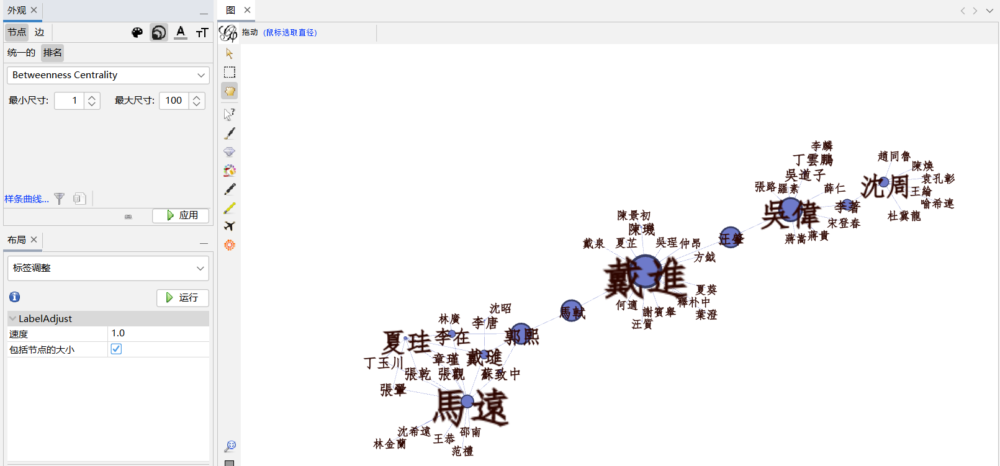 外观
节点 边
统一的 排名
Betweenness Centrality
最小尺寸: 1 最大尺寸: 100
样条曲线...
应用
布局
标签调整
运行
LabelAdjust
速度 1.0
包括节点的大小
图
拖动 (鼠标选取直径)
李麟
丁雲鵬
吳道子
張路
羅素
薛仁
吳偉
李著
宋登春
蔣嵩
蔣貴
趙同魯
陳煥
袁孔彰
沈周
王綸
喻希連
杜冀龍
汪肇
陳景初
陳璣
戴泉
夏芷
吳珵
仲昂
方鉞
戴進
夏葵
釋朴中
何適
謝賓舉
葉澄
汪質
馬軾
沈昭
林廣
李唐
夏珪
李在
郭熙
丁玉川
章瑾
戴琎
張乾
張觀
蘇致中
張翬
馬遠
沈希遠
邵南
林金蘭
王恭
范禮